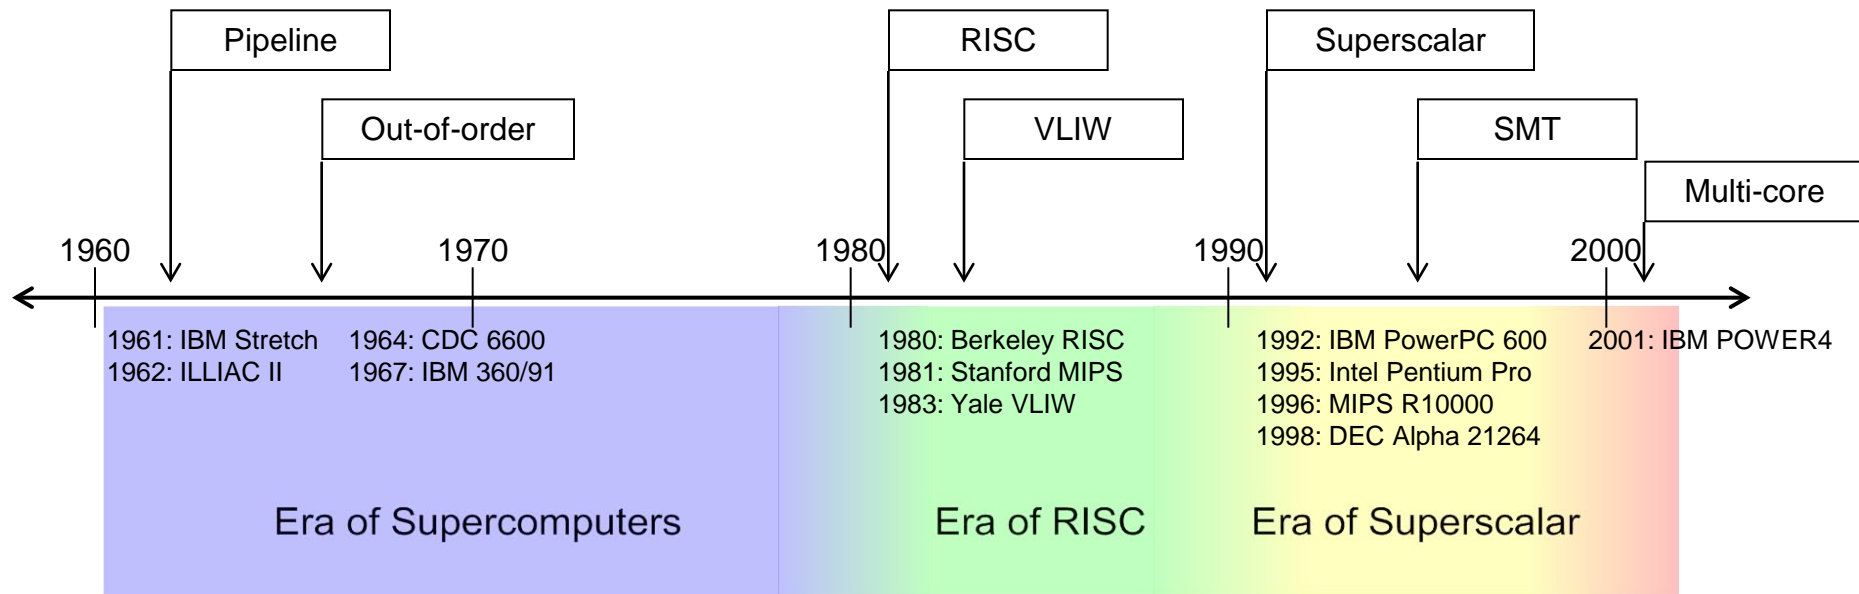 Pipeline
RISC
Superscalar
Out-of-order
VLIW
SMT
Multi-core
1960
1970
1980
1990
2000
1961: IBM Stretch
1962: ILLIAC II
1964: CDC 6600
1967: IBM 360/91
1980: Berkeley RISC
1981: Stanford MIPS
1983: Yale VLIW
1992: IBM PowerPC 600
1995: Intel Pentium Pro
1996: MIPS R10000
1998: DEC Alpha 21264
2001: IBM POWER4
Era of Supercomputers
Era of RISC
Era of Superscalar